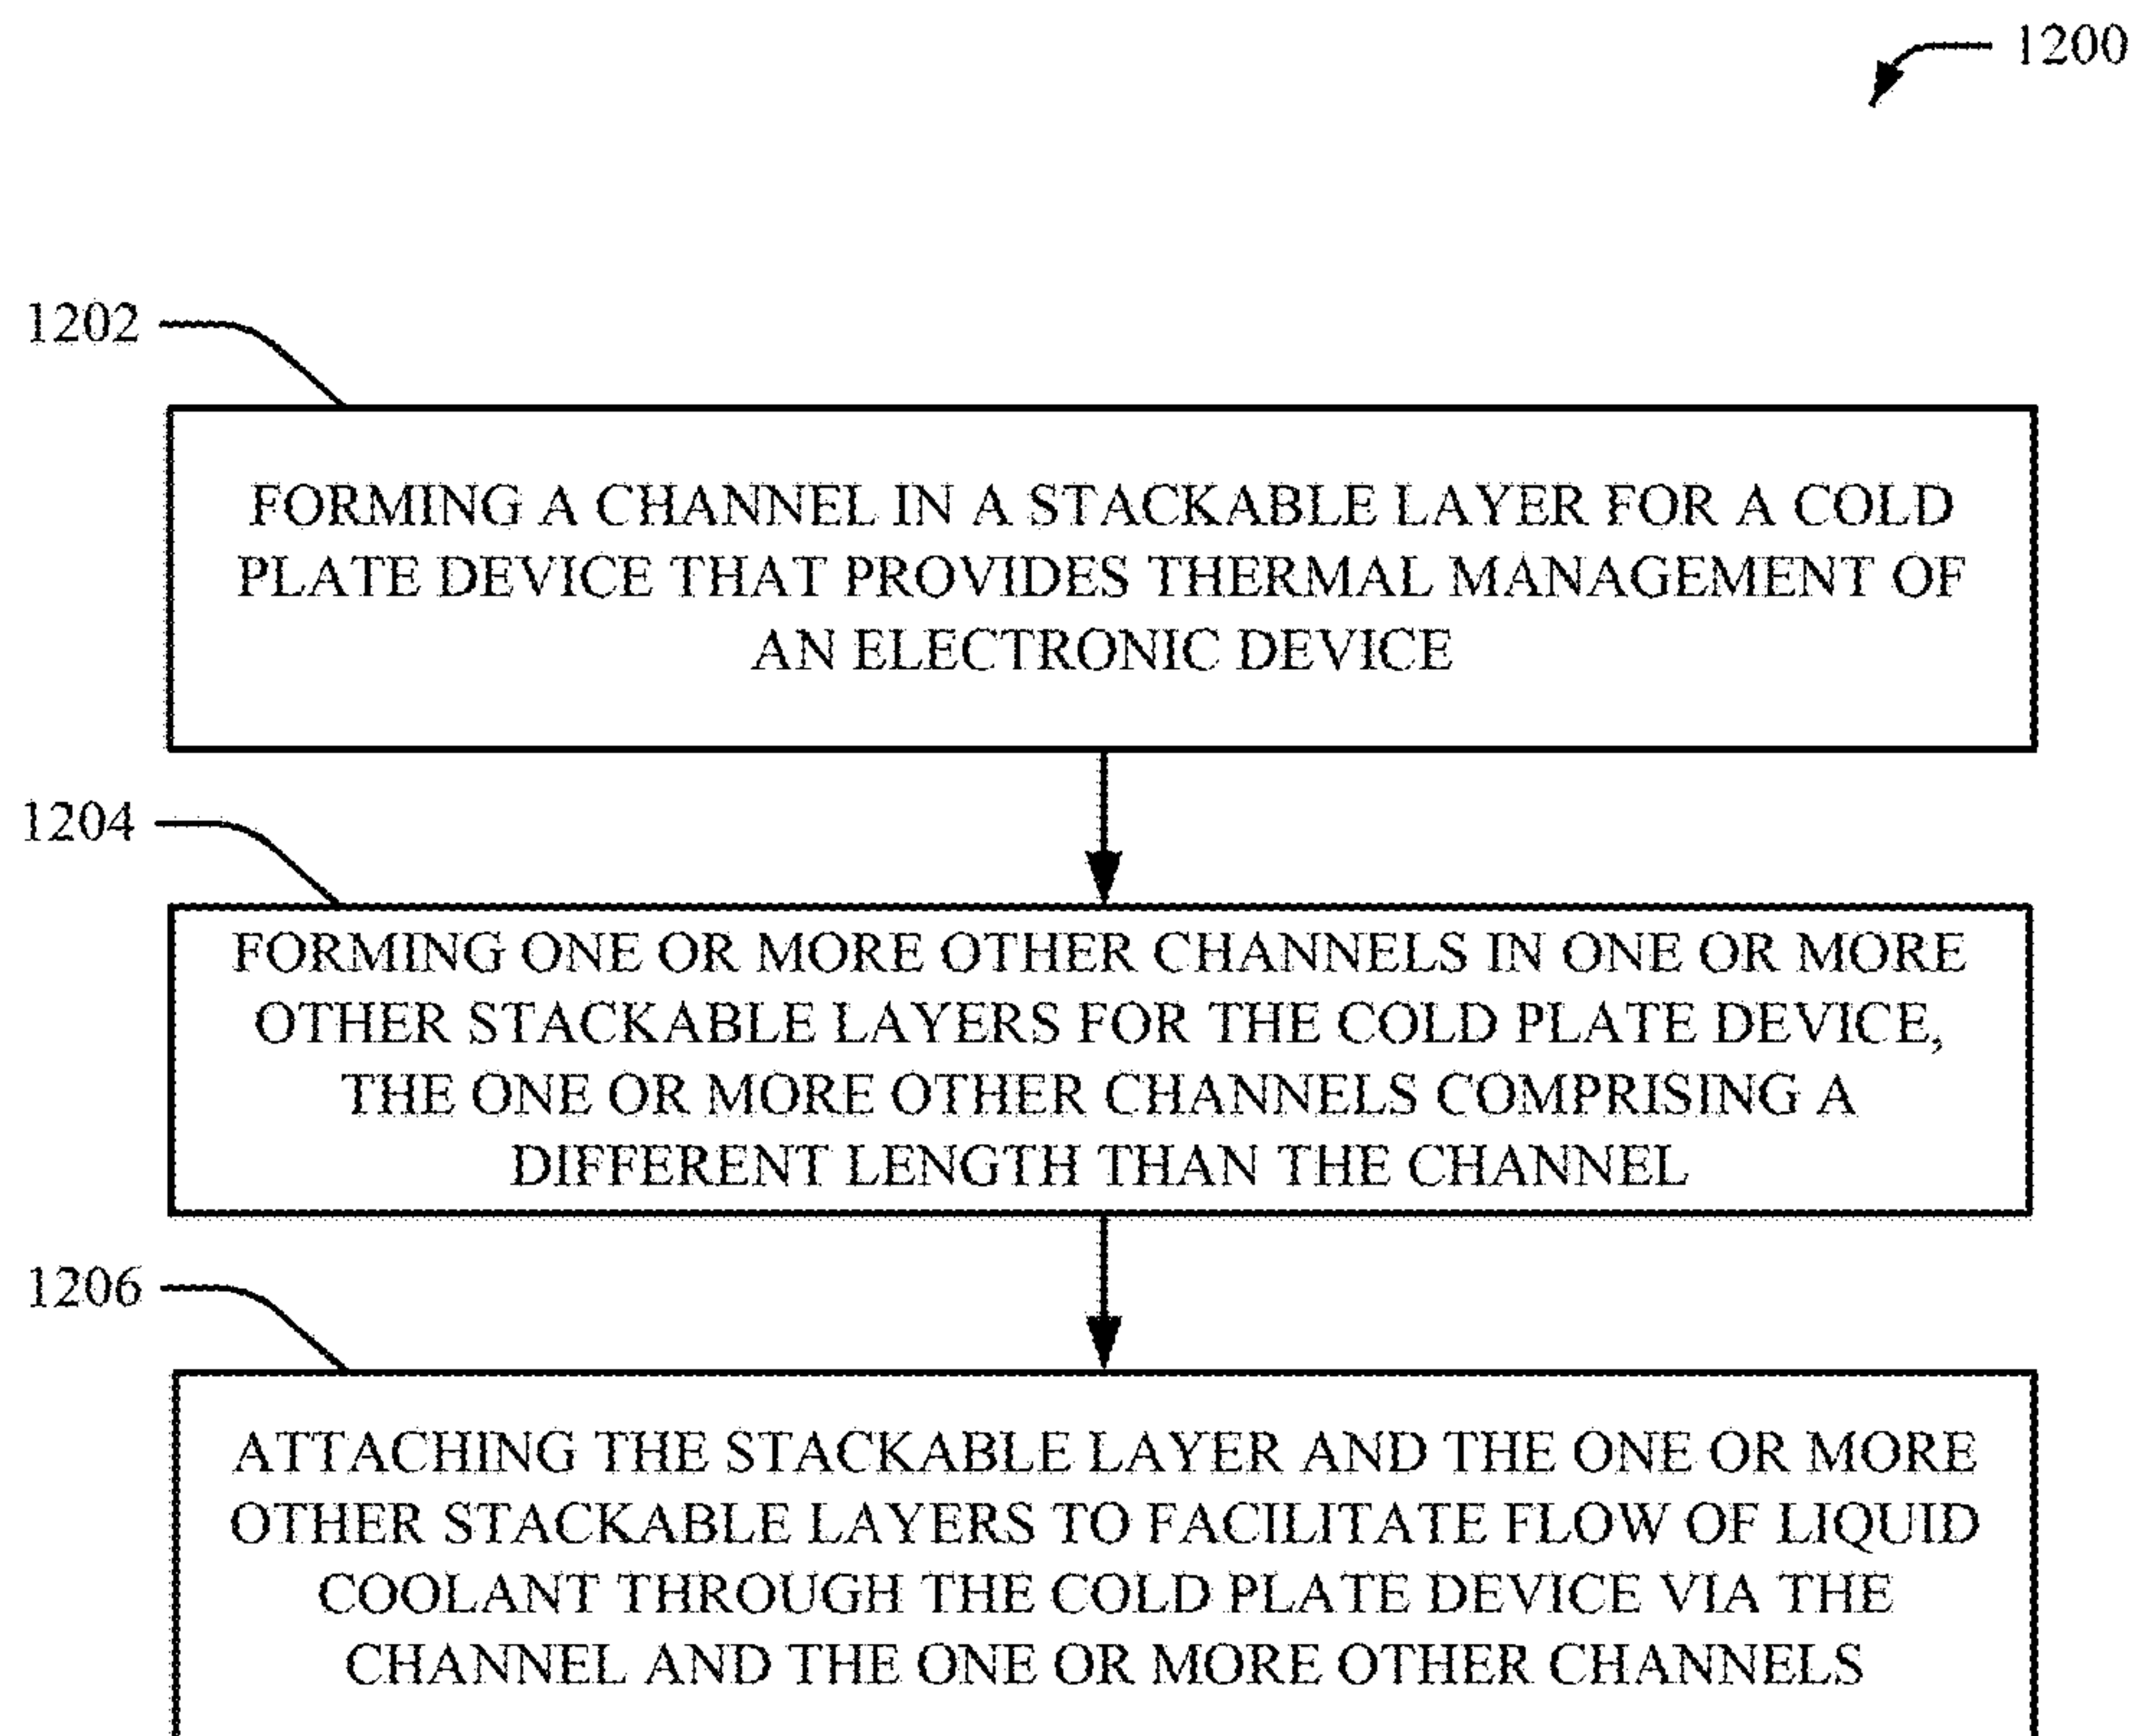 1200
1202
FORMING A CHANNEL IN A STACKABLE LAYER FOR A COLD
PLATE DEVICE THAT PROVIDES THERMAL MANAGEMENT OF
AN ELECTRONIC DEVICE
1204
FORMING ONE OR MORE OTHER CHANNELS IN ONE OR MORE
OTHER STACKABLE LAYERS FOR THE COLD PLATE DEVICE,
THE ONE OR MORE OTHER CHANNELS COMPRISING A
DIFFERENT LENGTH THAN THE CHANNEL
1206
ATTACHING THE STACKABLE LAYER AND THE ONE OR MORE
OTHER STACKABLE LAYERS TO FACILITATE FLOW OF LIQUID
COOLANT THROUGH THE COLD PLATE DEVICE VIA THE
CHANNEL AND THE ONE OR MORE OTHER CHANNELS